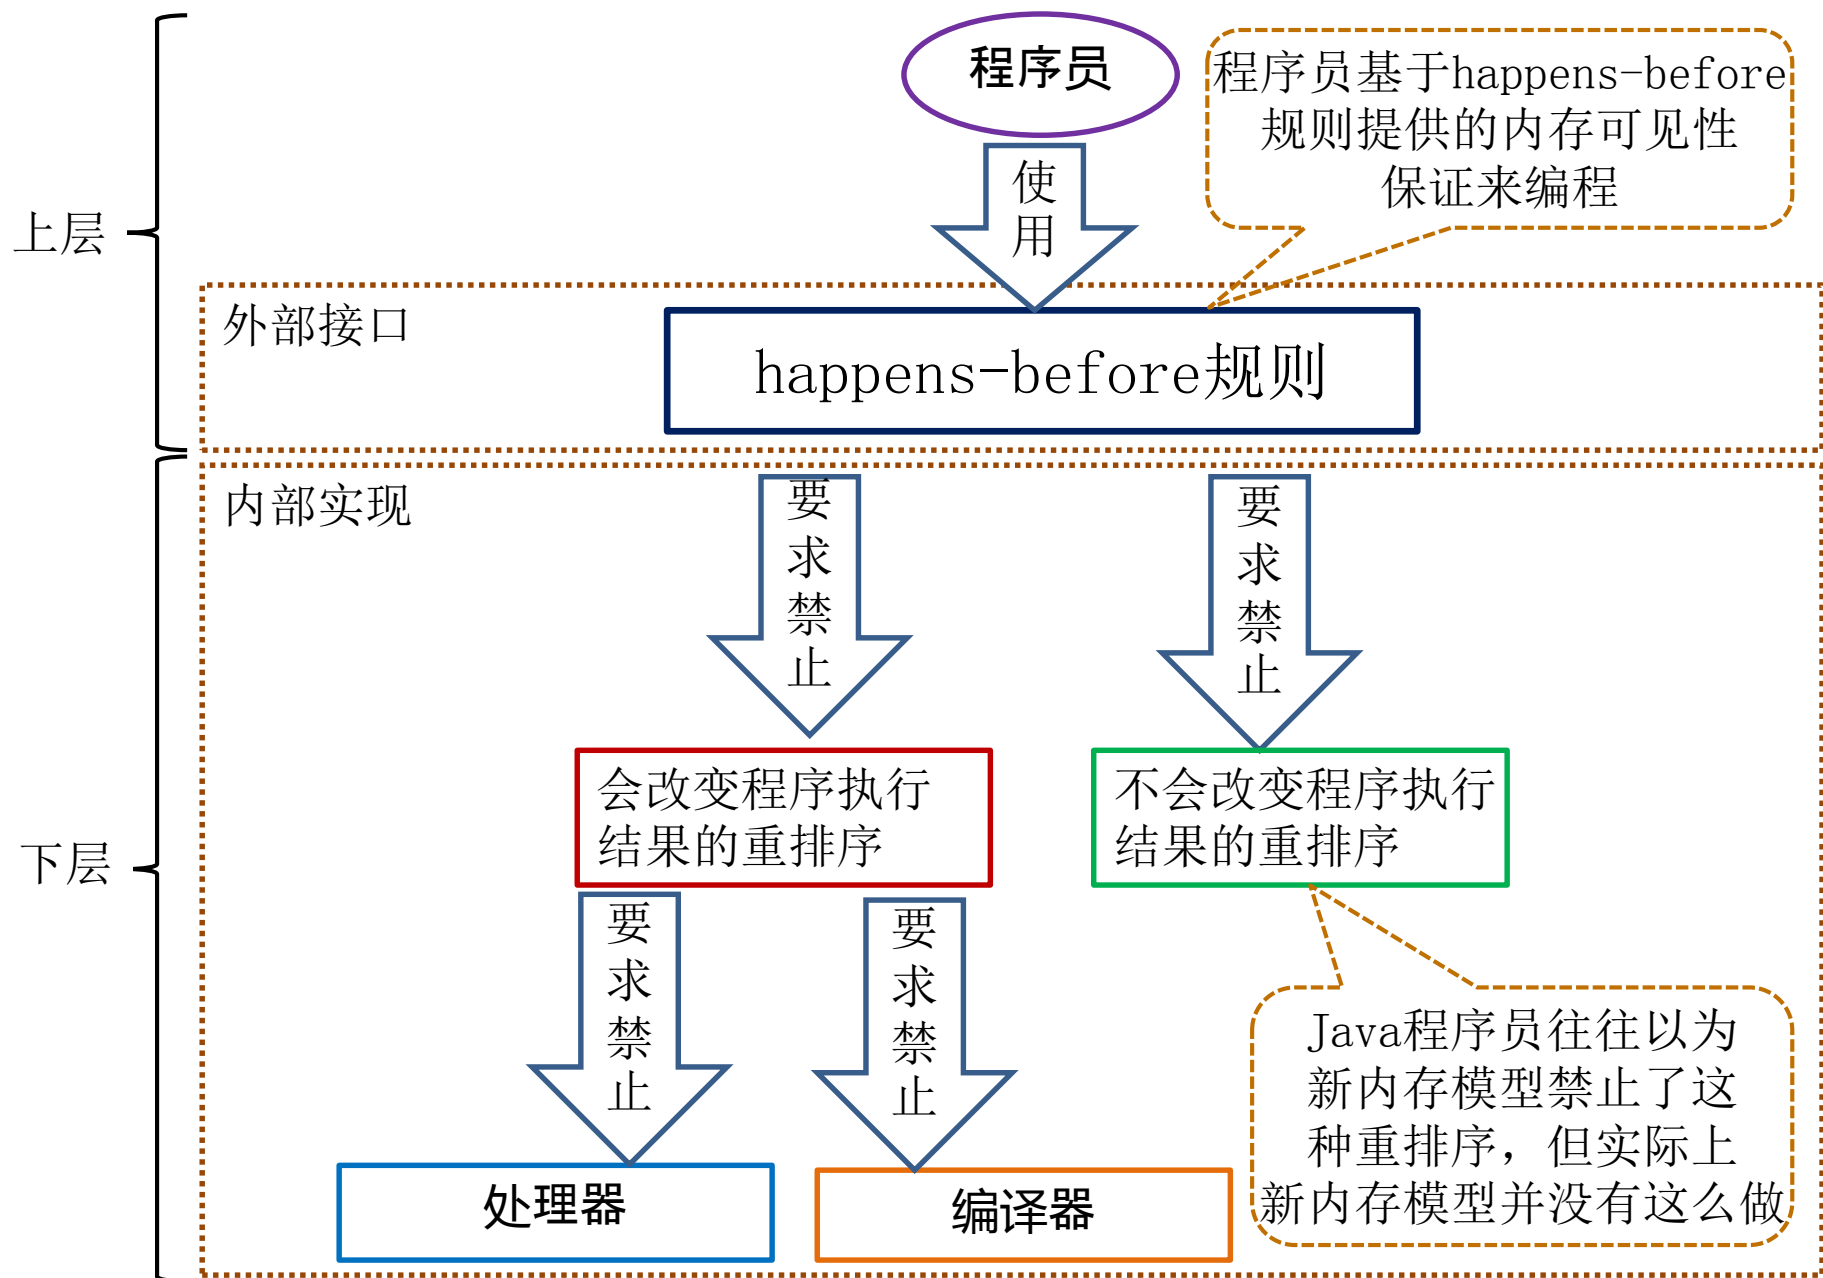 程序员
程序员基于happens-before
规则提供的内存可见性
保证来编程
使
用
上层
外部接口
happens-before规则
内部实现
要
求
禁
止
要
求
禁
止
会改变程序执行
结果的重排序
不会改变程序执行
结果的重排序
下层
要
求
禁
止
要
求
禁
止
Java程序员往往以为
新内存模型禁止了这
种重排序，但实际上
新内存模型并没有这么做
处理器
编译器